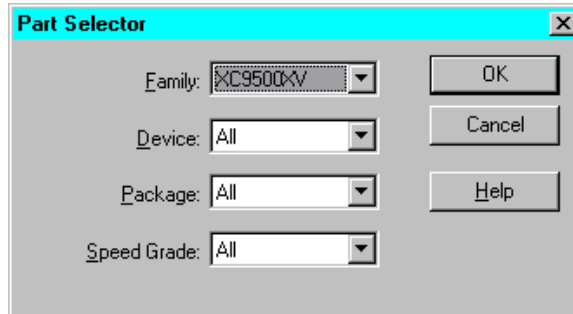 Part Selector
Family: XC9500XV
OK
Device: All
Cancel
Package: All
Help
Speed Grade: All